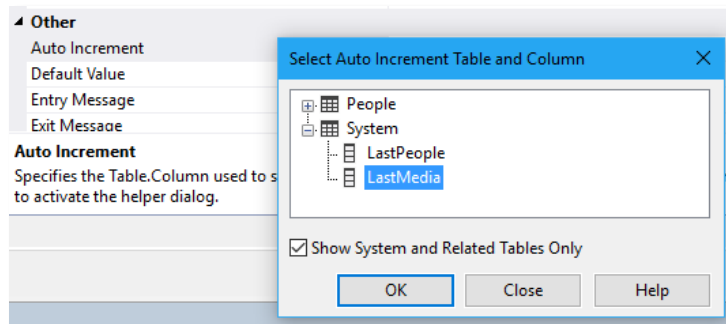 Other
Auto Increment
Default Value
Entry Message
Exit Message
Auto Increment
Specifies the Table.Column used to s
to activate the helper dialog.
Select Auto Increment Table and Column
People
System
LastPeople
LastMedia
Show System and Related Tables Only
OK
Close
Help